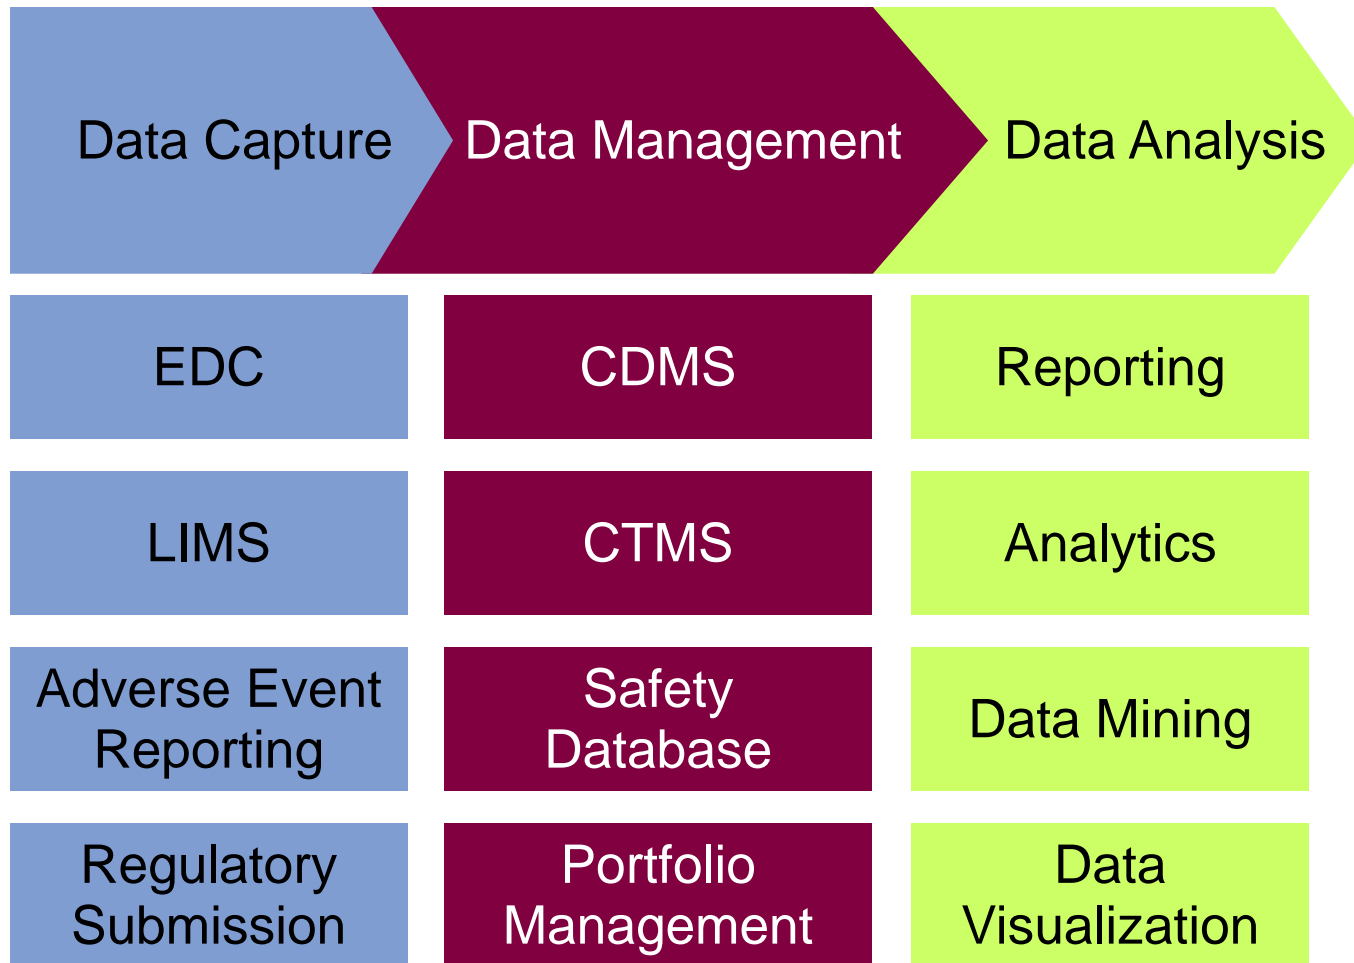 Data Capture
Data Management
Data Analysis
EDC
CDMS
Reporting
LIMS
CTMS
Analytics
Adverse Event
Reporting
Safety
Database
Data Mining
Regulatory
Submission
Portfolio
Management
Data
Visualization